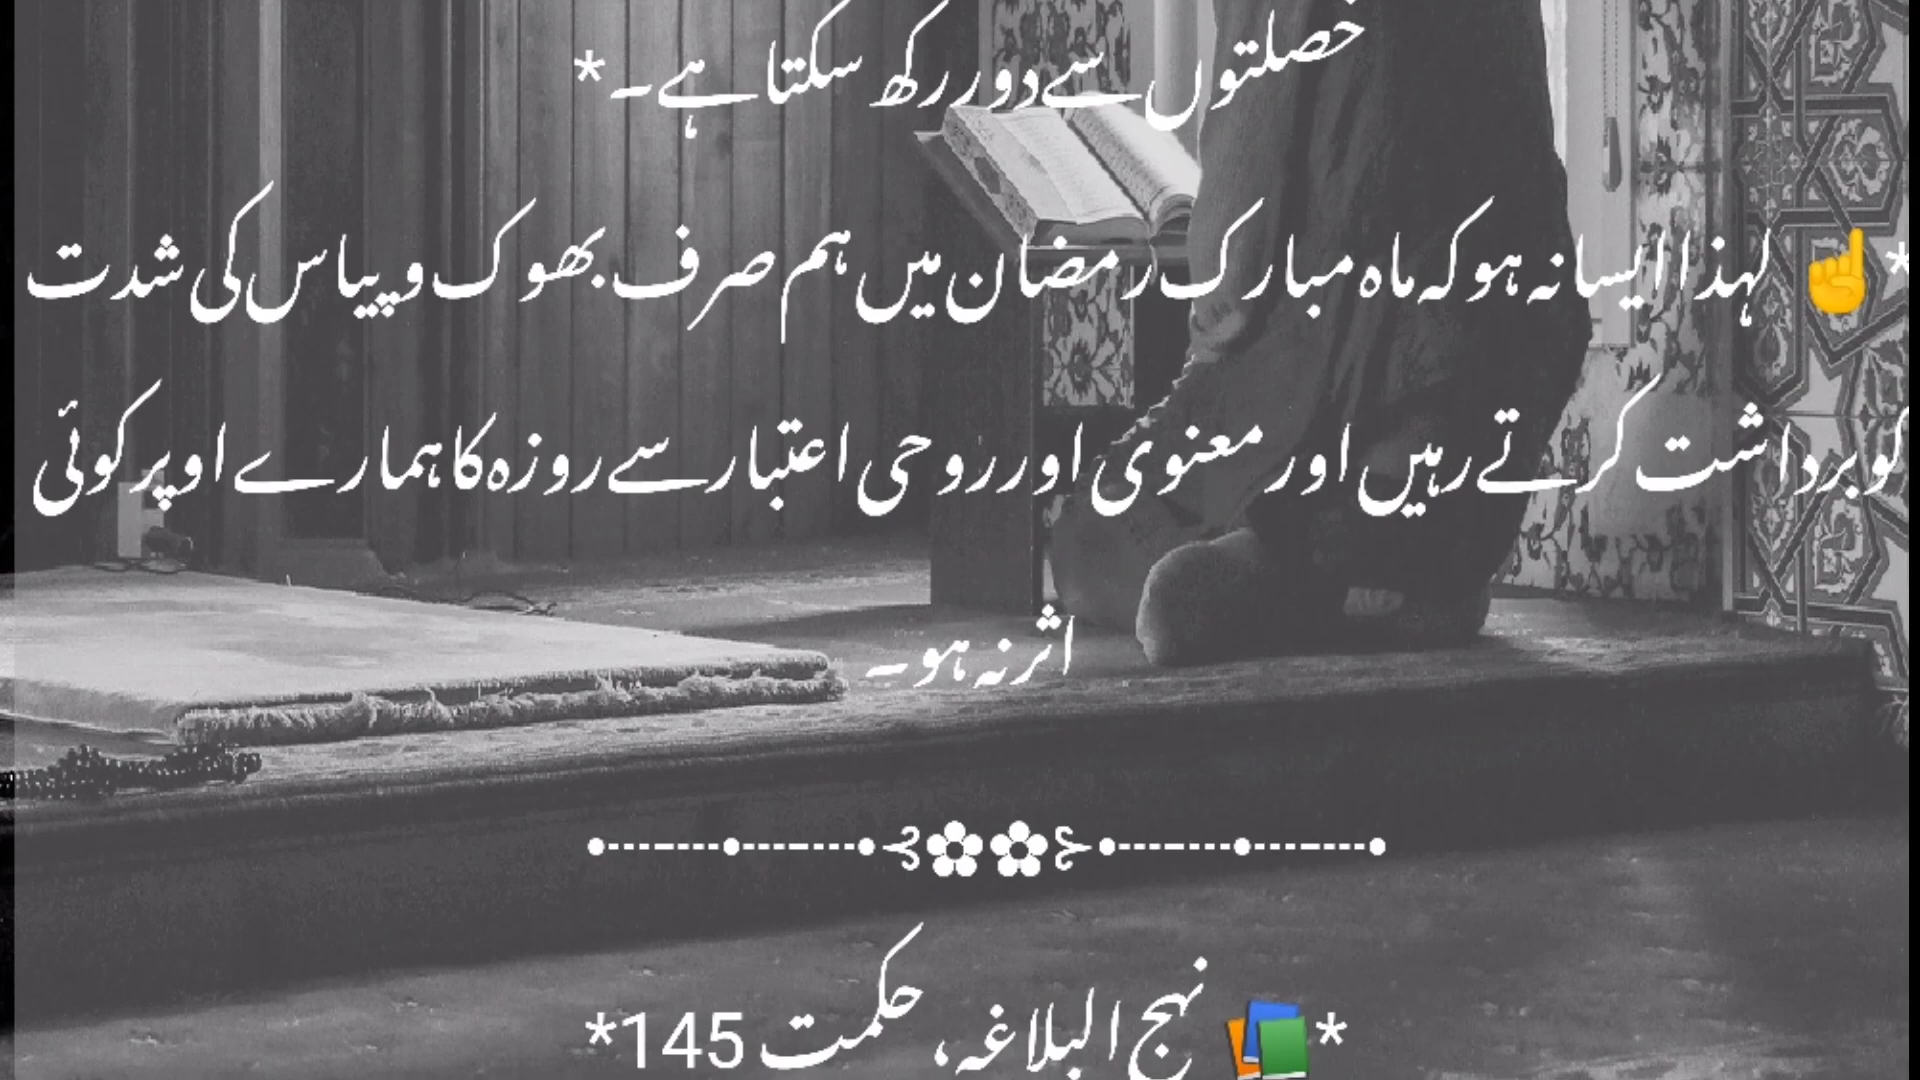 خصلتوں سے دور رکھ سکتا ہے۔*
*☝ لہذا ایسا نہ ہو کہ ماہ مبارک رمضان میں ہم صرف بھوک و پیاس کی شدت
کو برداشت کرتے رہیں اور معنوی اور روحی اعتبار سے روزہ کا ہمارے اوپر کوئی
اثر نہ ہو۔
*📚 نہج البلاغہ، حکمت 145*